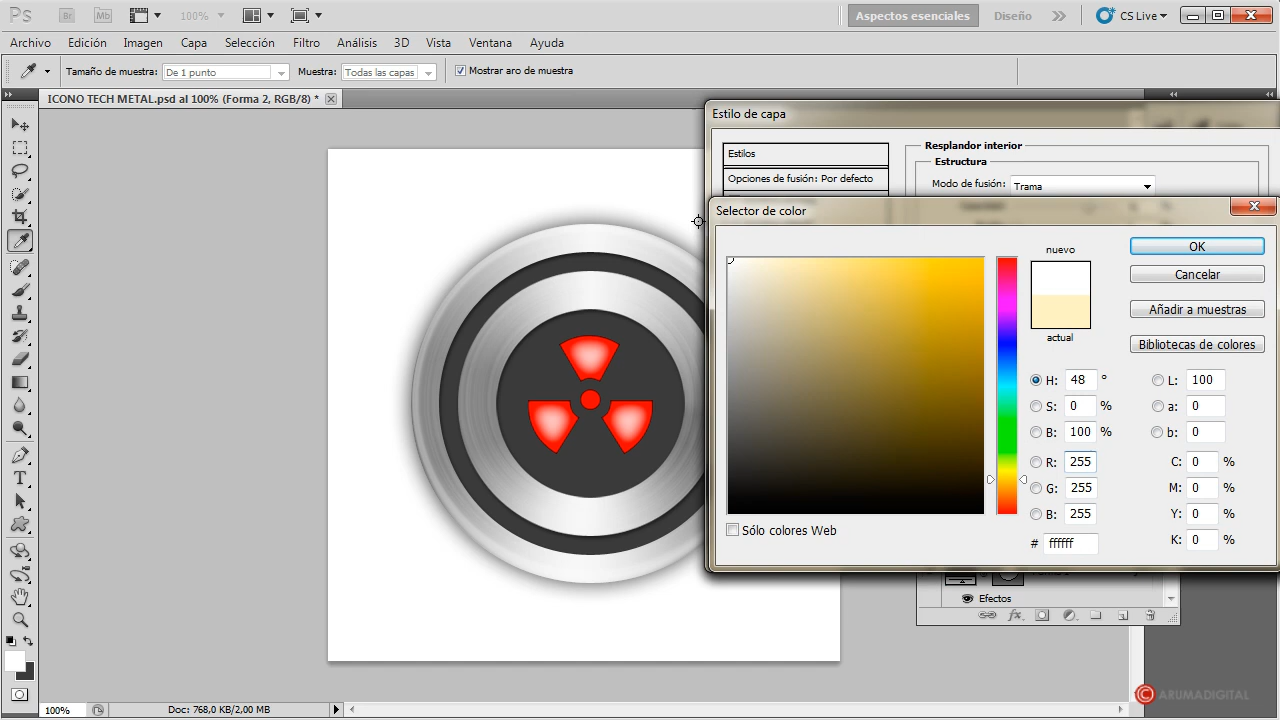 Ps Br Mb 100% Aspectos esenciales Diseño CS Live
Archivo Edición Imagen Capa Selección Filtro Análisis 3D Vista Ventana Ayuda
Tamaño de muestra: De 1 punto Muestra: Todas las capas Mostrar aro de muestra
ICONO TECH METAL.psd al 100% (Forma 2, RGB/8) *
Estilo de capa
Estilos
Opciones de fusión: Por defecto
Resplandor interior
Estructura
Modo de fusión: Trama
Selector de color
nuevo
actual
OK
Cancelar
Añadir a muestras
Bibliotecas de colores
H: 48 °
S: 0 %
B: 100 %
R: 255
G: 255
B: 255
# ffffff
L: 100
a: 0
b: 0
C: 0 %
M: 0 %
Y: 0 %
K: 0 %
Sólo colores Web
Efectos
fx
T
100% Doc: 768,0 KB/2,00 MB
© ARUMADIGITAL